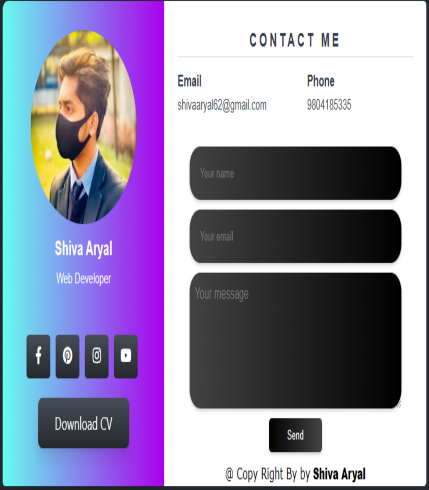 Shiva Aryal
Web Developer
Download CV
CONTACT ME
Email
Phone
shivaaryal62@gmail.com
9804185335
Your name
Your email
Your message
Send
@ Copy Right By by Shiva Aryal